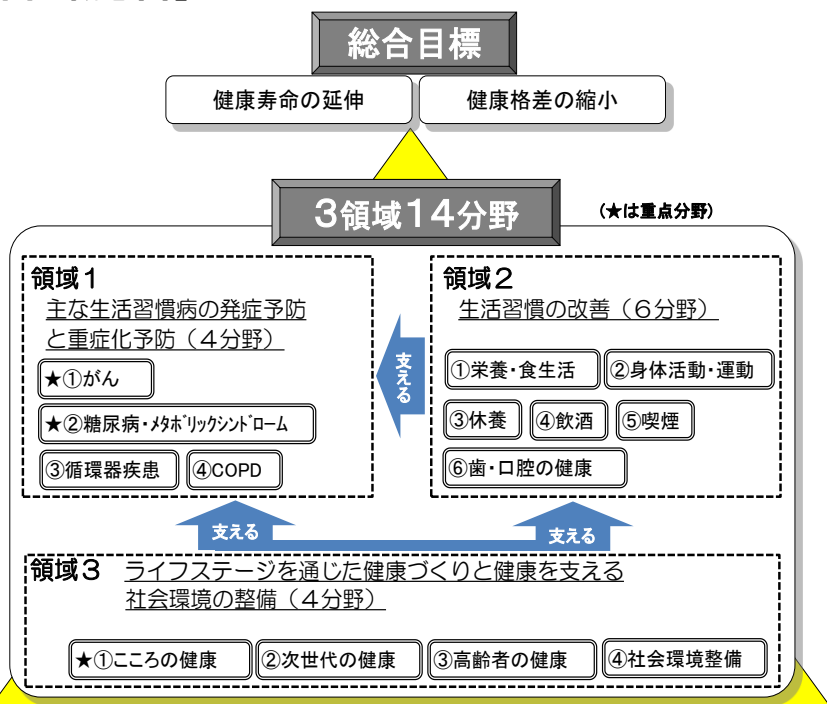 総合目標
健康寿命の延伸
健康格差の縮小
3領域14分野
(★は重点分野)
領域1
主な生活習慣病の発症予防
と重症化予防（4分野）
★①がん
★②糖尿病･ﾒﾀﾎﾞﾘｯｸｼﾝﾄﾞﾛｰﾑ
③循環器疾患
④COPD
支える
領域2
生活習慣の改善（6分野）
①栄養･食生活
②身体活動･運動
③休養
④飲酒
⑤喫煙
⑥歯･口腔の健康
支える
支える
領域3 ライフステージを通じた健康づくりと健康を支える
社会環境の整備（4分野）
★①こころの健康
②次世代の健康
③高齢者の健康
④社会環境整備